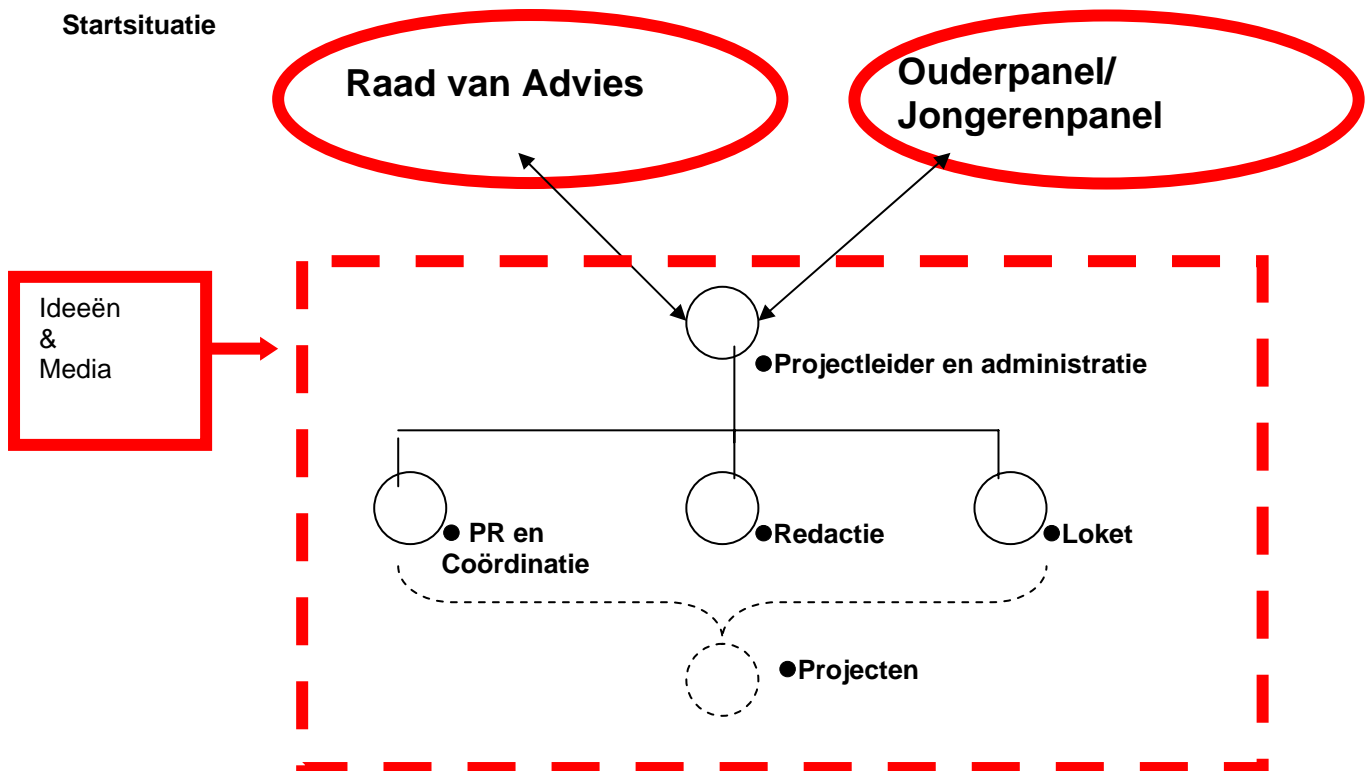 Startsituatie
Raad van Advies
Ouderpanel/
Jongerenpanel
Ideeën
&
Media
●Projectleider en administratie
● PR en
Coördinatie
●Redactie
●Loket
●Projecten